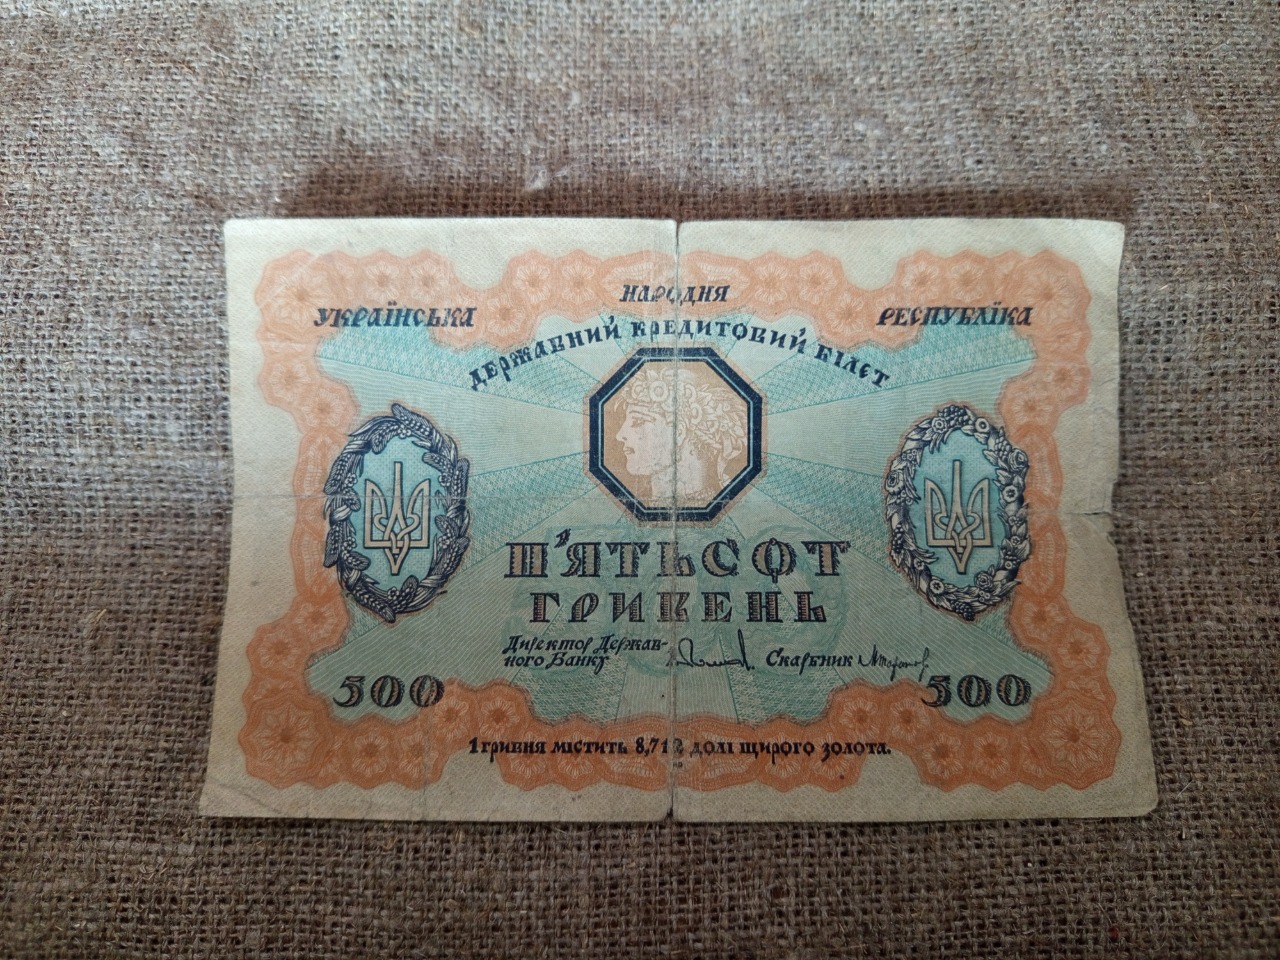 УКРАЇНСЬКА НАРОДНЯ РЕСПУБЛІКА
ДЕРЖАВНИЙ КРЕДИТОВИЙ БІЛЄТ
П'ЯТЬСОТ
ГРИВЕНЬ
Директор Держав-
ного Банку
Скарбник
500 500
1 гривня містить 8,712 долі щирого золота.